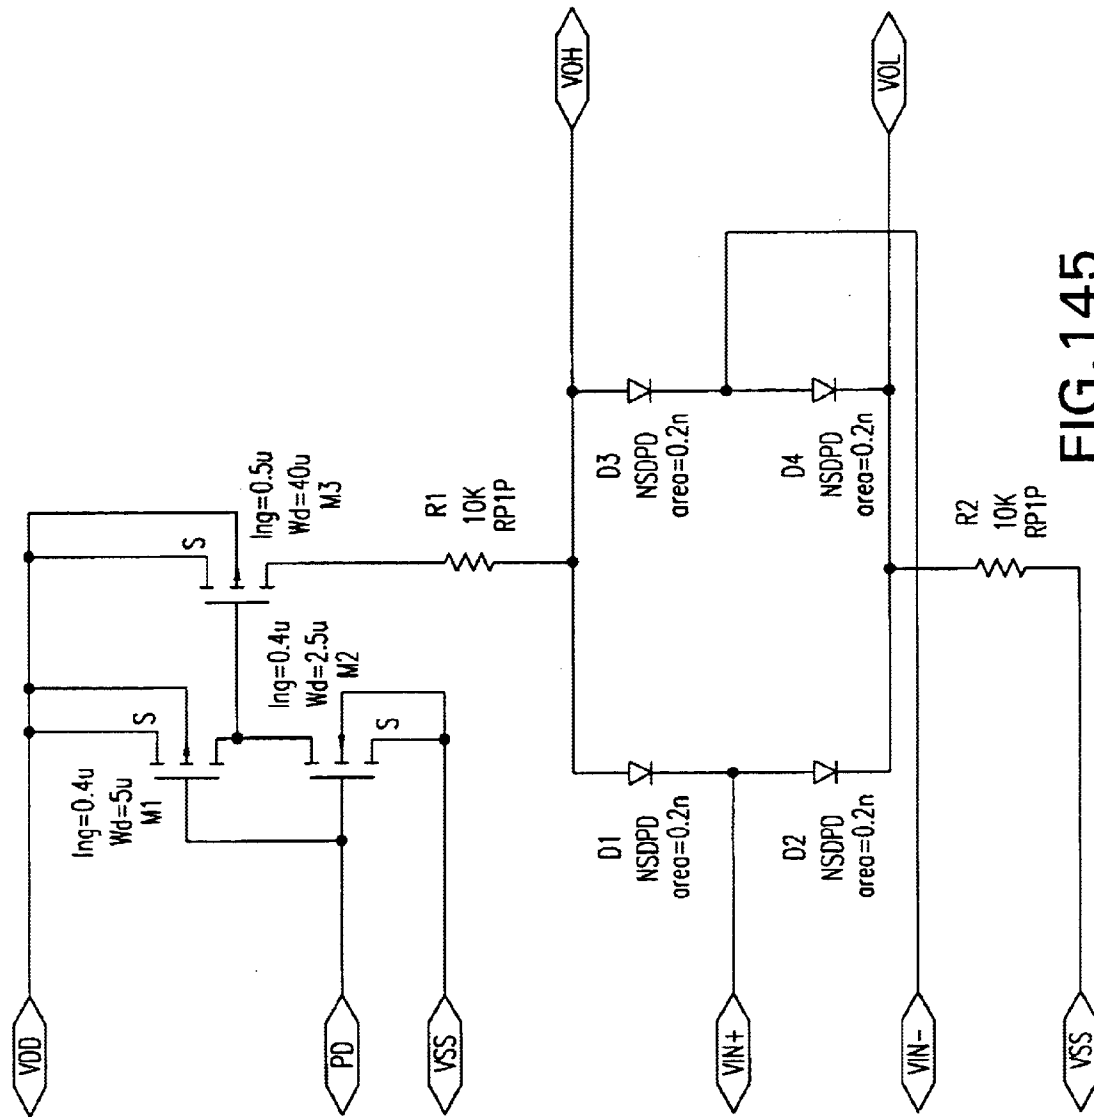 VDD
PD
VSS
VIN+
VIN-
VSS
lng=0.4u
Wd=5u
M1
S
lng=0.4u
Wd=2.5u
M2
S
lng=0.5u
Wd=40u
M3
S
R1
10K
RP1P
D1
NSDPD
area=0.2n
D2
NSDPD
area=0.2n
D3
NSDPD
area=0.2n
D4
NSDPD
area=0.2n
R2
10K
RP1P
VOH
VOL
FIG.145